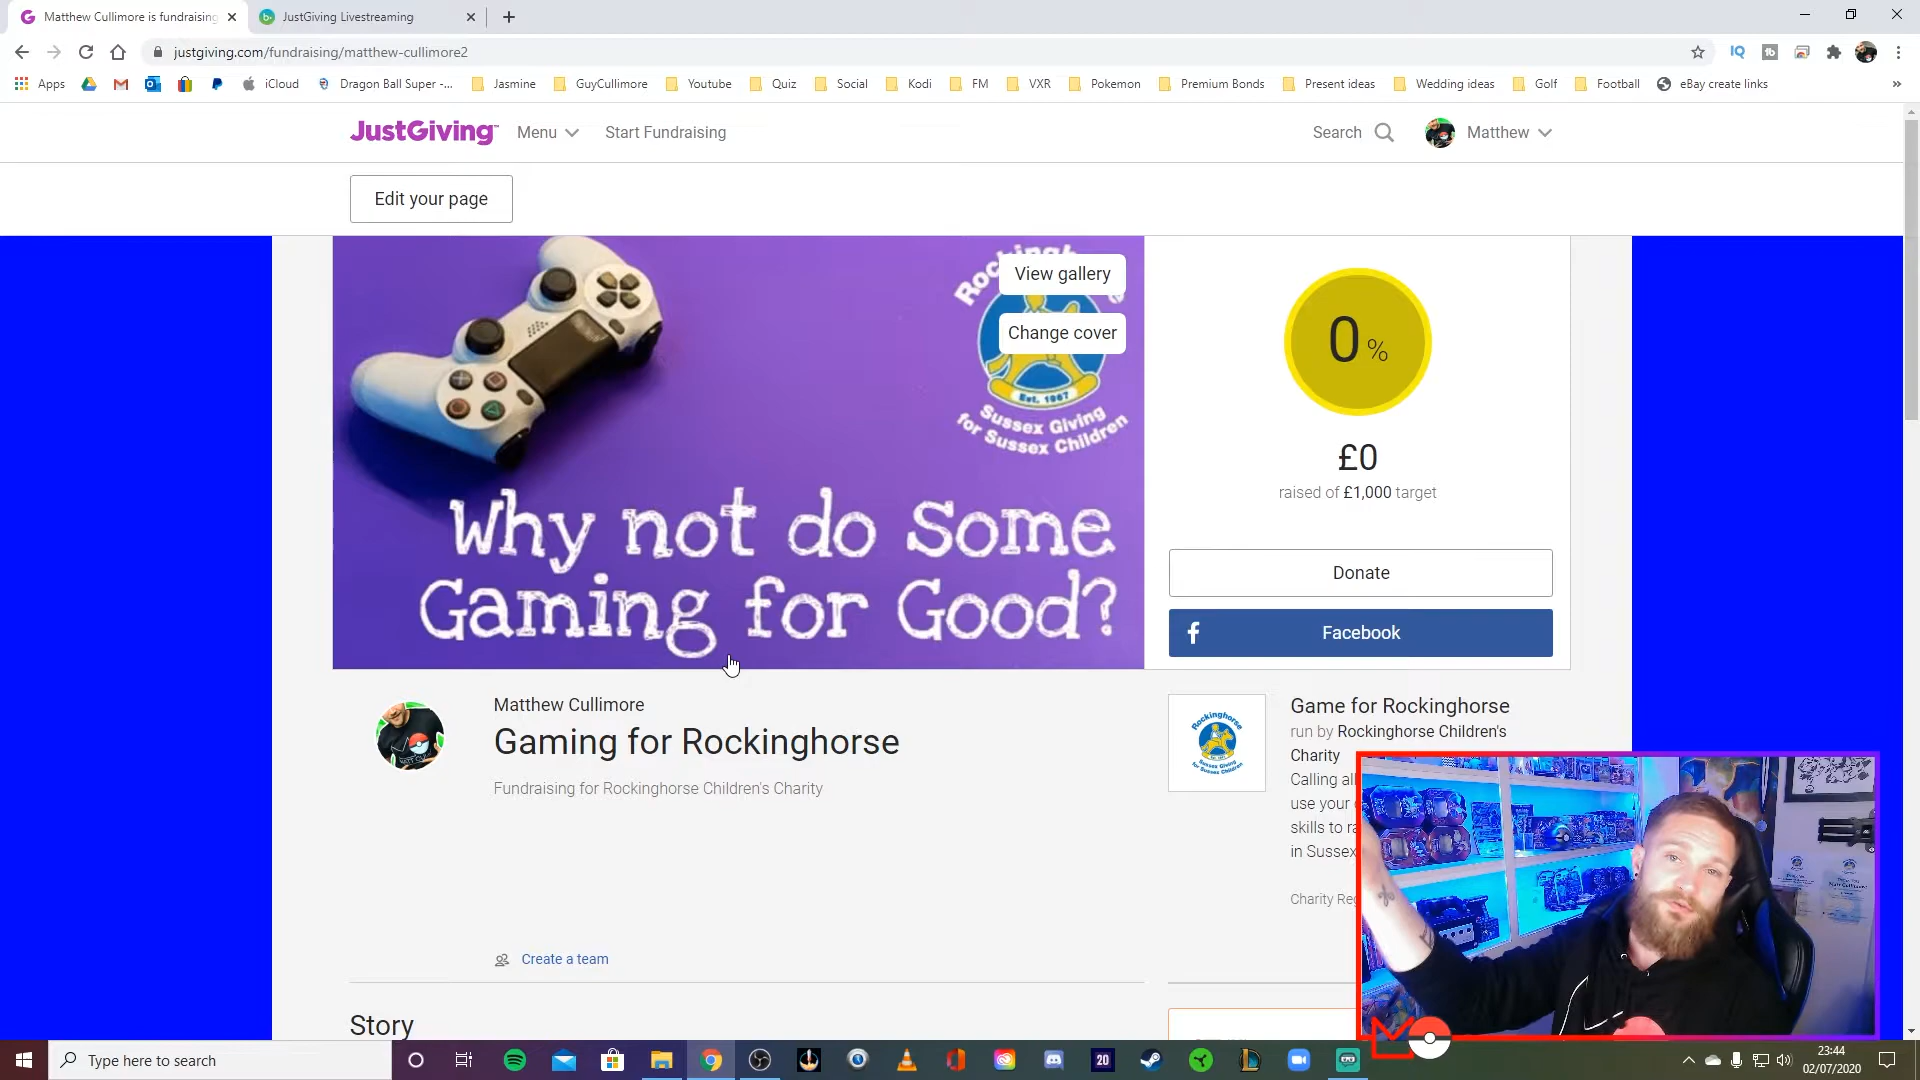 Matthew Cullimore is fundraising
JustGiving Livestreaming
justgiving.com/fundraising/matthew-cullimore2
Apps
iCloud
Dragon Ball Super -...
Jasmine
GuyCullimore
Youtube
Quiz
Social
Kodi
FM
VXR
Pokemon
Premium Bonds
Present ideas
Wedding ideas
Golf
Football
eBay create links
JustGiving™
Menu
Start Fundraising
Search
Matthew
Edit your page
View gallery
Change cover
Est. 1967
Sussex Giving
for Sussex Children
Why not do some
Gaming for Good?
0 %
£0
raised of £1,000 target
Donate
Facebook
Matthew Cullimore
Gaming for Rockinghorse
Fundraising for Rockinghorse Children's Charity
Create a team
Story
Rockinghorse
Game for Rockinghorse
run by Rockinghorse Children's
Charity
Calling all
use your
skills to
in Sussex
Type here to search
20
23:44
02/07/2020